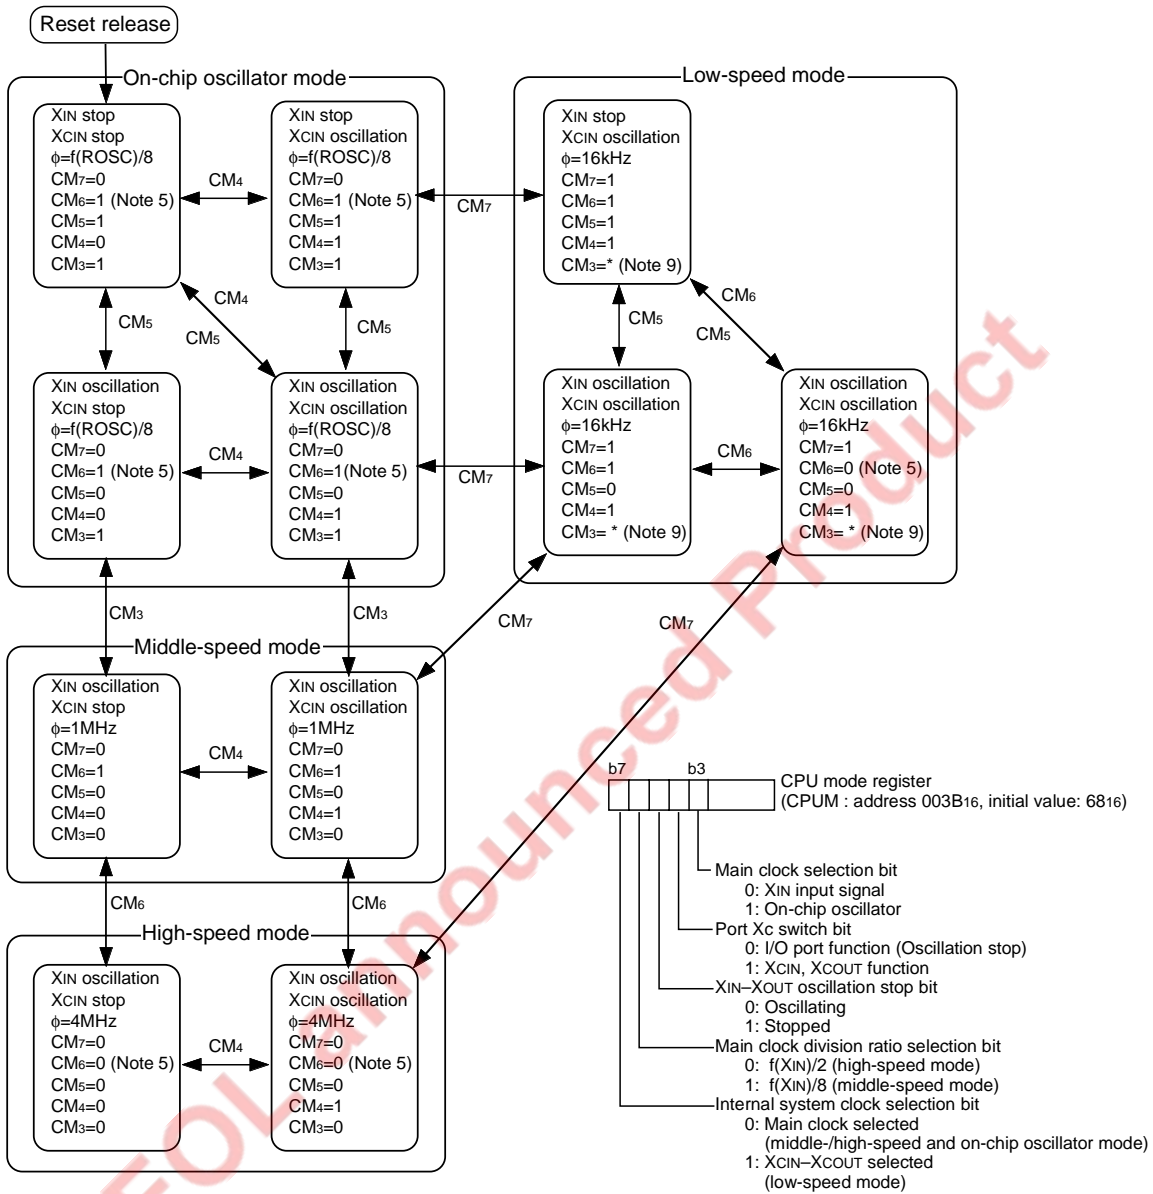 Reset release
On-chip oscillator mode
XIN stop
XCIN stop
ϕ=f(ROSC)/8
CM7=0
CM6=1 (Note 5)
CM5=1
CM4=0
CM3=1
CM4
XIN stop
XCIN oscillation
ϕ=f(ROSC)/8
CM7=0
CM6=1 (Note 5)
CM5=1
CM4=1
CM3=1
CM7
Low-speed mode
XIN stop
XCIN oscillation
ϕ=16kHz
CM7=1
CM6=1
CM5=1
CM4=1
CM3=* (Note 9)
CM5
CM4
CM5
CM5
CM5
CM6
CM5
XIN oscillation
XCIN stop
ϕ=f(ROSC)/8
CM7=0
CM6=1 (Note 5)
CM5=0
CM4=0
CM3=1
CM4
XIN oscillation
XCIN oscillation
ϕ=f(ROSC)/8
CM7=0
CM6=1(Note 5)
CM5=0
CM4=1
CM3=1
CM7
XIN oscillation
XCIN oscillation
ϕ=16kHz
CM7=1
CM6=1
CM5=0
CM4=1
CM3= * (Note 9)
CM6
XIN oscillation
XCIN oscillation
ϕ=16kHz
CM7=1
CM6=0 (Note 5)
CM5=0
CM4=1
CM3= * (Note 9)
CM3
CM3
CM7
CM7
Middle-speed mode
XIN oscillation
XCIN stop
ϕ=1MHz
CM7=0
CM6=1
CM5=0
CM4=0
CM3=0
CM4
XIN oscillation
XCIN oscillation
ϕ=1MHz
CM7=0
CM6=1
CM5=0
CM4=1
CM3=0
CM6
CM6
High-speed mode
XIN oscillation
XCIN stop
ϕ=4MHz
CM7=0
CM6=0 (Note 5)
CM5=0
CM4=0
CM3=0
CM4
XIN oscillation
XCIN oscillation
ϕ=4MHz
CM7=0
CM6=0 (Note 5)
CM5=0
CM4=1
CM3=0
b7 b3
CPU mode register
(CPUM : address 003B16, initial value: 6816)
Main clock selection bit
0: XIN input signal
1: On-chip oscillator
Port Xc switch bit
0: I/O port function (Oscillation stop)
1: XCIN, XCOUT function
XIN–XOUT oscillation stop bit
0: Oscillating
1: Stopped
Main clock division ratio selection bit
0: f(XIN)/2 (high-speed mode)
1: f(XIN)/8 (middle-speed mode)
Internal system clock selection bit
0: Main clock selected
(middle-/high-speed and on-chip oscillator mode)
1: XCIN–XCOUT selected
(low-speed mode)
EOL announced Product